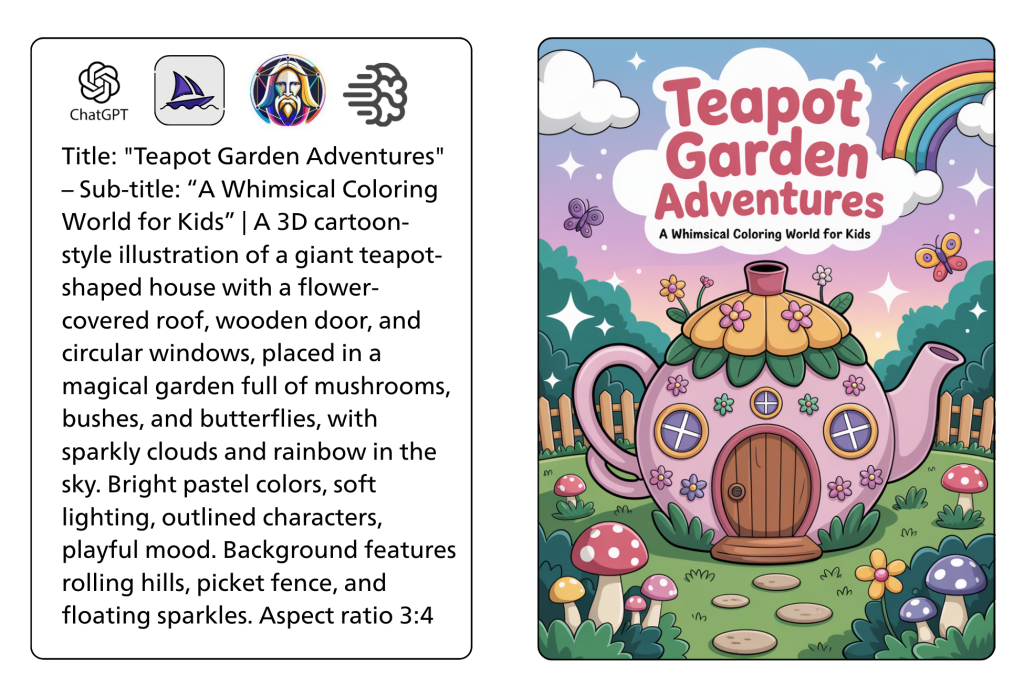 ChatGPT
Title: "Teapot Garden Adventures"
– Sub-title: “A Whimsical Coloring
World for Kids” | A 3D cartoon-
style illustration of a giant teapot-
shaped house with a flower-
covered roof, wooden door, and
circular windows, placed in a
magical garden full of mushrooms,
bushes, and butterflies, with
sparkly clouds and rainbow in the
sky. Bright pastel colors, soft
lighting, outlined characters,
playful mood. Background features
rolling hills, picket fence, and
floating sparkles. Aspect ratio 3:4
Teapot
Garden
Adventures
A Whimsical Coloring World for Kids